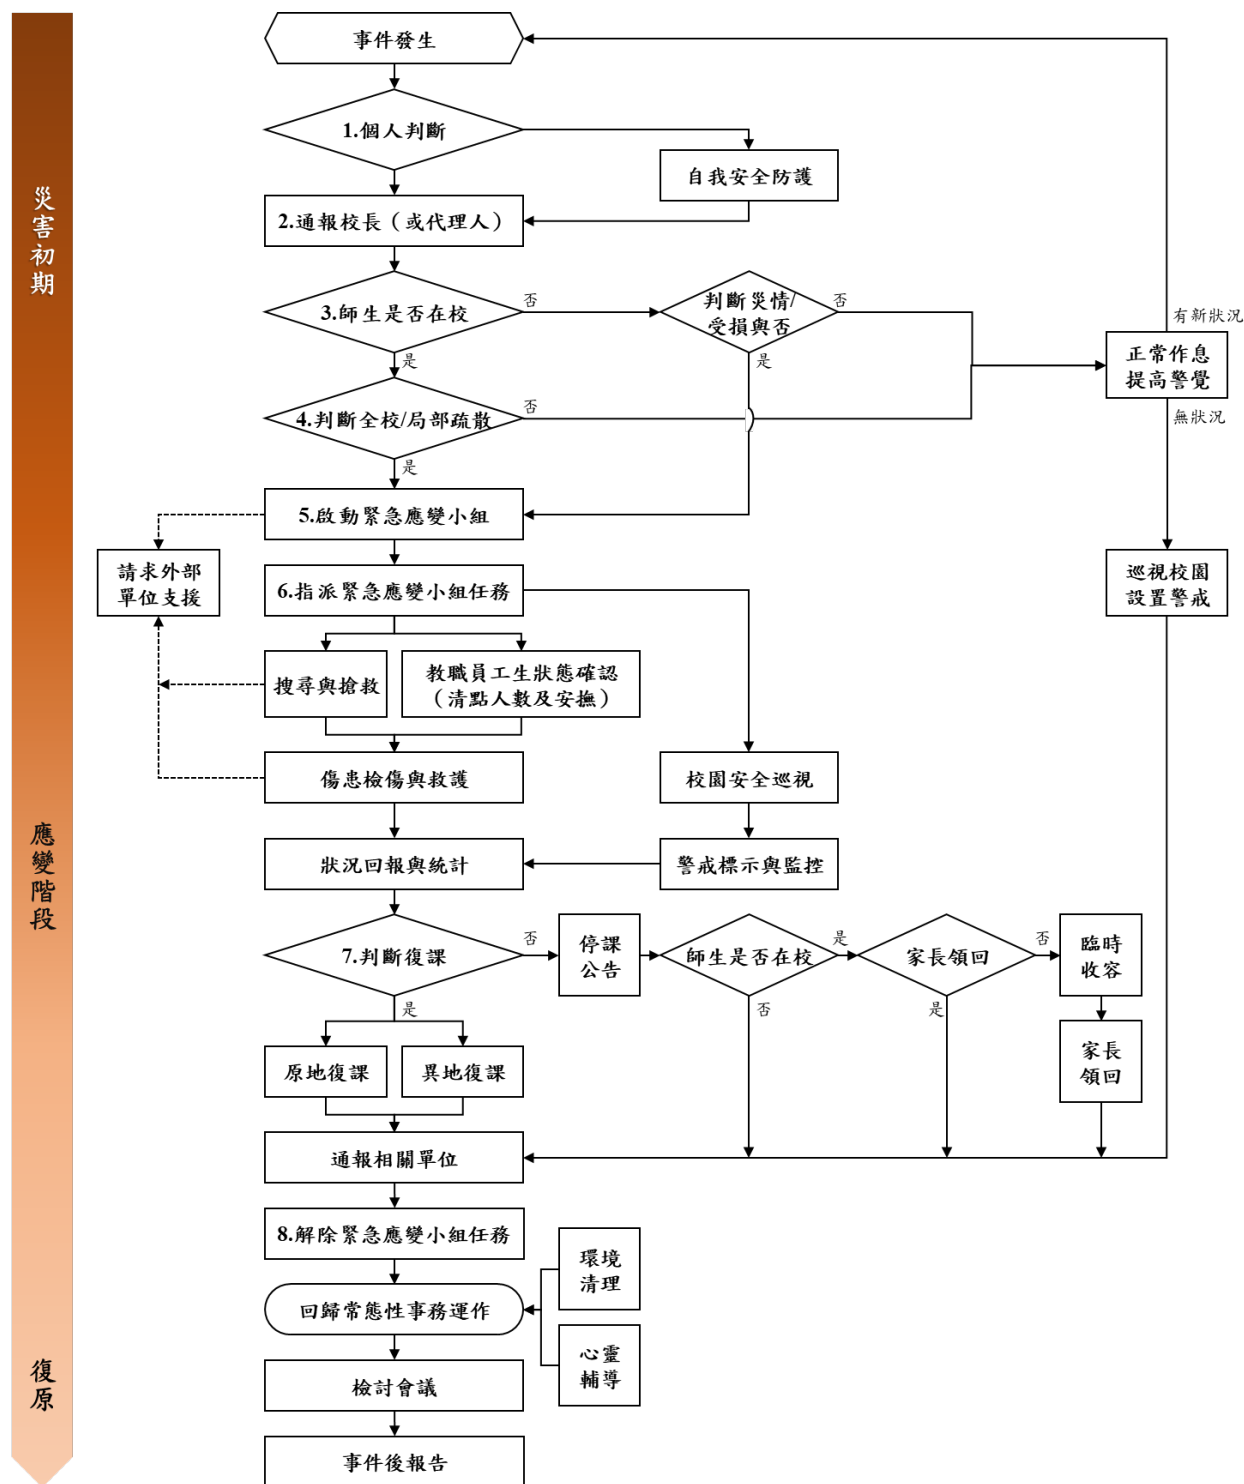 事件發生
1.個人判斷
自我安全防護
2.通報校長（或代理人）
災害初期
3.師生是否在校
否
是
判斷災情/
受損與否
否
是
有新狀況
正常作息
提高警覺
無狀況
4.判斷全校/局部疏散
否
是
5.啟動緊急應變小組
請求外部
單位支援
6.指派緊急應變小組任務
巡視校園
設置警戒
搜尋與搶救
教職員工生狀態確認
（清點人數及安撫）
傷患檢傷與救護
校園安全巡視
應變階段
狀況回報與統計
警戒標示與監控
7.判斷復課
否
是
停課
公告
師生是否在校
是
否
家長領回
否
是
臨時
收容
家長
領回
原地復課
異地復課
通報相關單位
8.解除緊急應變小組任務
環境
清理
回歸常態性事務運作
心靈
輔導
復原
檢討會議
事件後報告